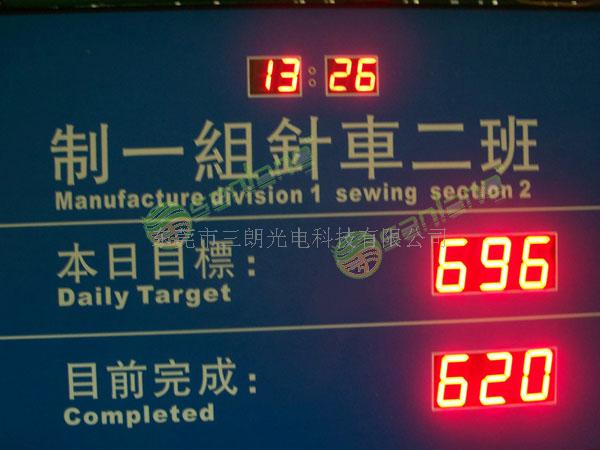 13:26
制一組針車二班
Manufacture division 1 sewing section 2
sanlang
sanlang
东莞市三朗光电科技有限公司
本日目標: 696
Daily Target
目前完成: 620
Completed